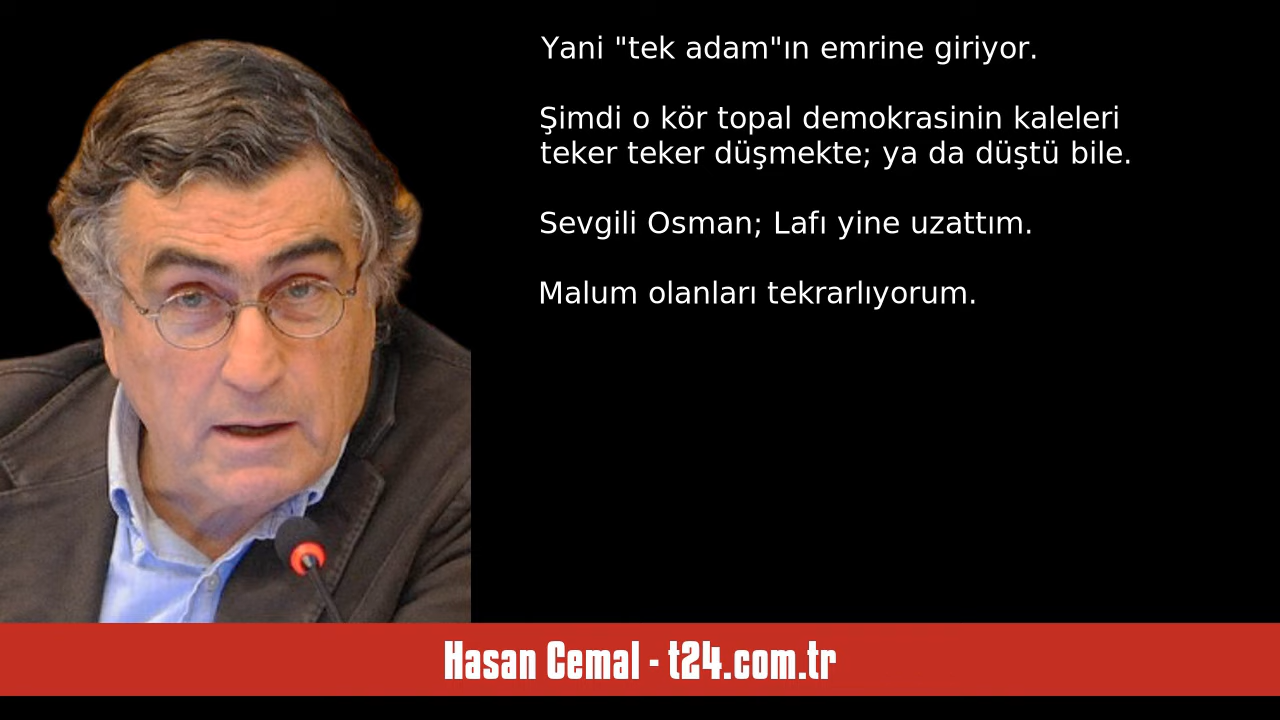 Yani "tek adam"ın emrine giriyor.
Şimdi o kör topal demokrasinin kaleleri
teker teker düşmekte; ya da düştü bile.
Sevgili Osman; Lafı yine uzattım.
Malum olanları tekrarlıyorum.
Hasan Cemal - t24.com.tr